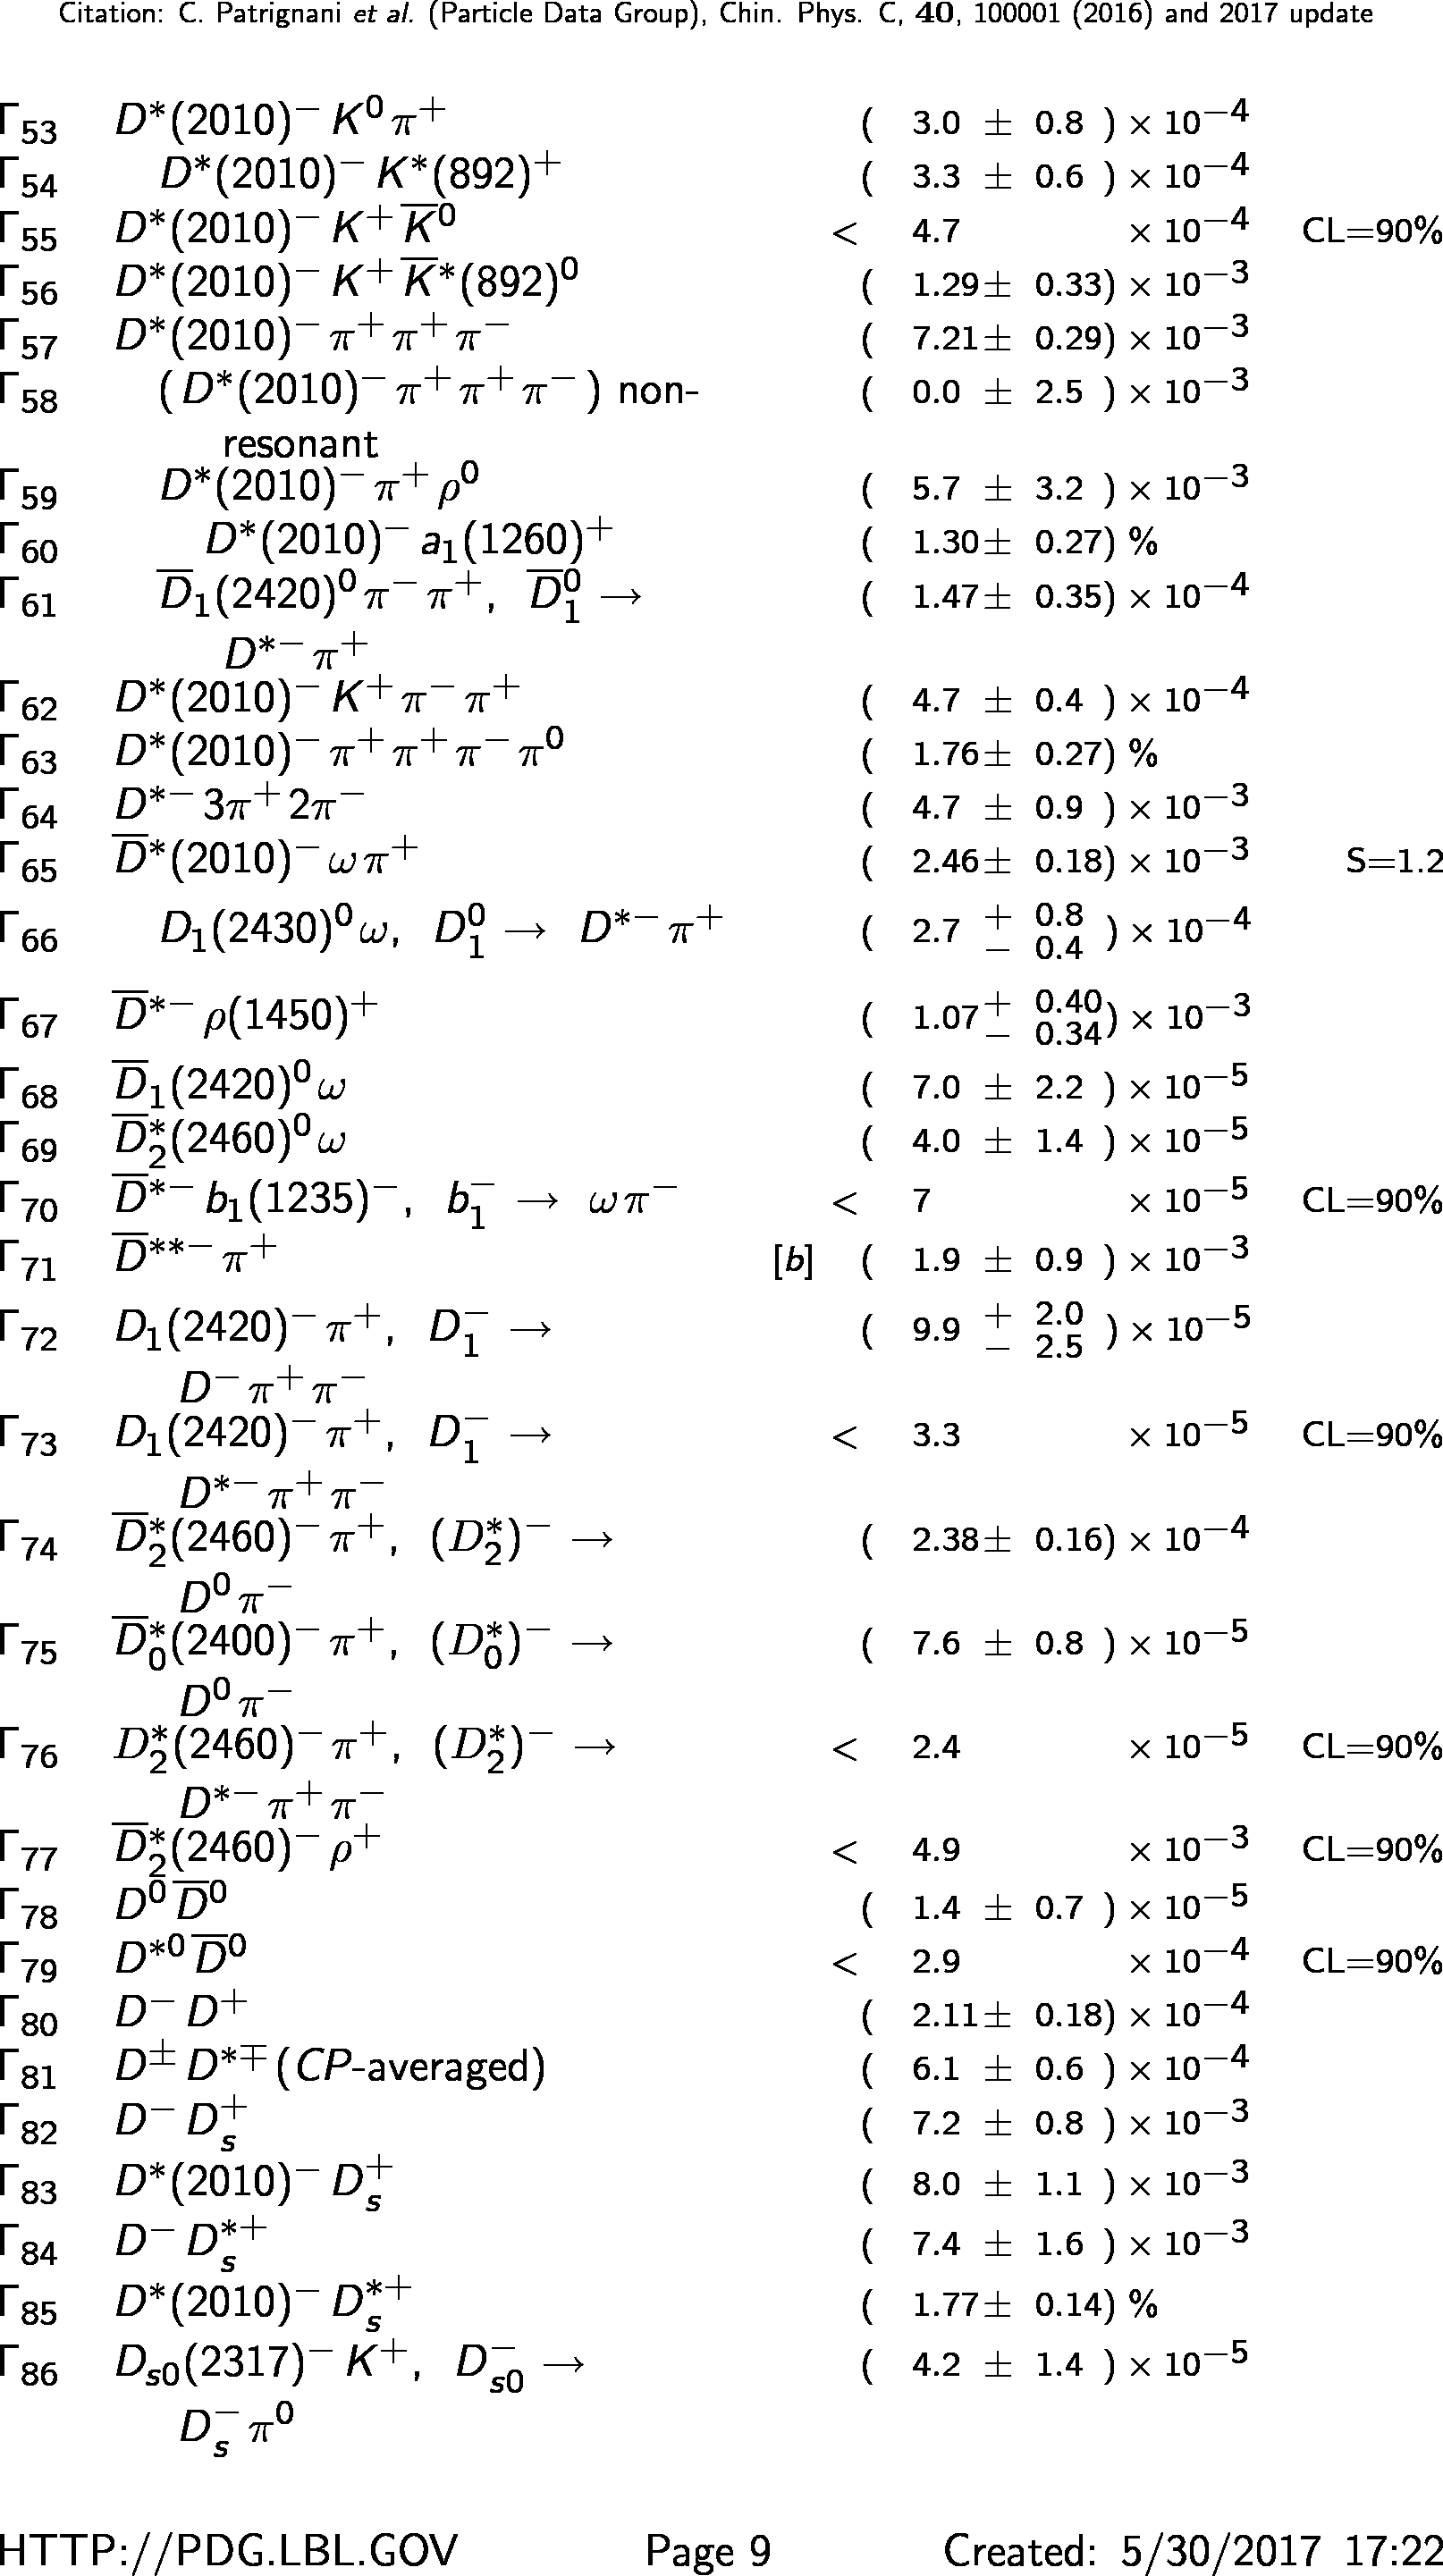 Citation: C. Patrignani et al. (Particle Data Group), Chin. Phys. C, 40, 100001 (2016) and 2017 update
Γ53 D*(2010)⁻ K⁰ π⁺ ( 3.0 ± 0.8 ) × 10⁻⁴
Γ54 D*(2010)⁻ K*(892)⁺ ( 3.3 ± 0.6 ) × 10⁻⁴
Γ55 D*(2010)⁻ K⁺ K̅⁰ < 4.7 × 10⁻⁴ CL=90%
Γ56 D*(2010)⁻ K⁺ K̅*(892)⁰ ( 1.29± 0.33) × 10⁻³
Γ57 D*(2010)⁻ π⁺ π⁺ π⁻ ( 7.21± 0.29) × 10⁻³
Γ58 ( D*(2010)⁻ π⁺ π⁺ π⁻ ) non- ( 0.0 ± 2.5 ) × 10⁻³
resonant
Γ59 D*(2010)⁻ π⁺ ρ⁰ ( 5.7 ± 3.2 ) × 10⁻³
Γ60 D*(2010)⁻ a₁(1260)⁺ ( 1.30± 0.27) %
Γ61 D̅₁(2420)⁰ π⁻ π⁺, D̅₁⁰ → ( 1.47± 0.35) × 10⁻⁴
D*⁻ π⁺
Γ62 D*(2010)⁻ K⁺ π⁻ π⁺ ( 4.7 ± 0.4 ) × 10⁻⁴
Γ63 D*(2010)⁻ π⁺ π⁺ π⁻ π⁰ ( 1.76± 0.27) %
Γ64 D*⁻ 3π⁺ 2π⁻ ( 4.7 ± 0.9 ) × 10⁻³
Γ65 D̅*(2010)⁻ ω π⁺ ( 2.46± 0.18) × 10⁻³ S=1.2
Γ66 D₁(2430)⁰ ω, D₁⁰ → D*⁻ π⁺ ( 2.7 + 0.8 − 0.4 ) × 10⁻⁴
Γ67 D̅*⁻ ρ(1450)⁺ ( 1.07 + 0.40 − 0.34) × 10⁻³
Γ68 D̅₁(2420)⁰ ω ( 7.0 ± 2.2 ) × 10⁻⁵
Γ69 D̅₂*(2460)⁰ ω ( 4.0 ± 1.4 ) × 10⁻⁵
Γ70 D̅*⁻ b₁(1235)⁻, b₁⁻ → ω π⁻ < 7 × 10⁻⁵ CL=90%
Γ71 D̅**⁻ π⁺ [b] ( 1.9 ± 0.9 ) × 10⁻³
Γ72 D₁(2420)⁻ π⁺, D₁⁻ → ( 9.9 + 2.0 − 2.5 ) × 10⁻⁵
D⁻ π⁺ π⁻
Γ73 D₁(2420)⁻ π⁺, D₁⁻ → < 3.3 × 10⁻⁵ CL=90%
D*⁻ π⁺ π⁻
Γ74 D̅₂*(2460)⁻ π⁺, (D₂*)⁻ → ( 2.38± 0.16) × 10⁻⁴
D⁰ π⁻
Γ75 D̅₀*(2400)⁻ π⁺, (D₀*)⁻ → ( 7.6 ± 0.8 ) × 10⁻⁵
D⁰ π⁻
Γ76 D₂*(2460)⁻ π⁺, (D₂*)⁻ → < 2.4 × 10⁻⁵ CL=90%
D*⁻ π⁺ π⁻
Γ77 D̅₂*(2460)⁻ ρ⁺ < 4.9 × 10⁻³ CL=90%
Γ78 D⁰ D̅⁰ ( 1.4 ± 0.7 ) × 10⁻⁵
Γ79 D*⁰ D̅⁰ < 2.9 × 10⁻⁴ CL=90%
Γ80 D⁻ D⁺ ( 2.11± 0.18) × 10⁻⁴
Γ81 D± D*∓ (CP-averaged) ( 6.1 ± 0.6 ) × 10⁻⁴
Γ82 D⁻ Dₛ⁺ ( 7.2 ± 0.8 ) × 10⁻³
Γ83 D*(2010)⁻ Dₛ⁺ ( 8.0 ± 1.1 ) × 10⁻³
Γ84 D⁻ Dₛ*⁺ ( 7.4 ± 1.6 ) × 10⁻³
Γ85 D*(2010)⁻ Dₛ*⁺ ( 1.77± 0.14) %
Γ86 Dₛ₀(2317)⁻ K⁺, Dₛ₀⁻ → ( 4.2 ± 1.4 ) × 10⁻⁵
Dₛ⁻ π⁰
HTTP://PDG.LBL.GOV Page 9 Created: 5/30/2017 17:22